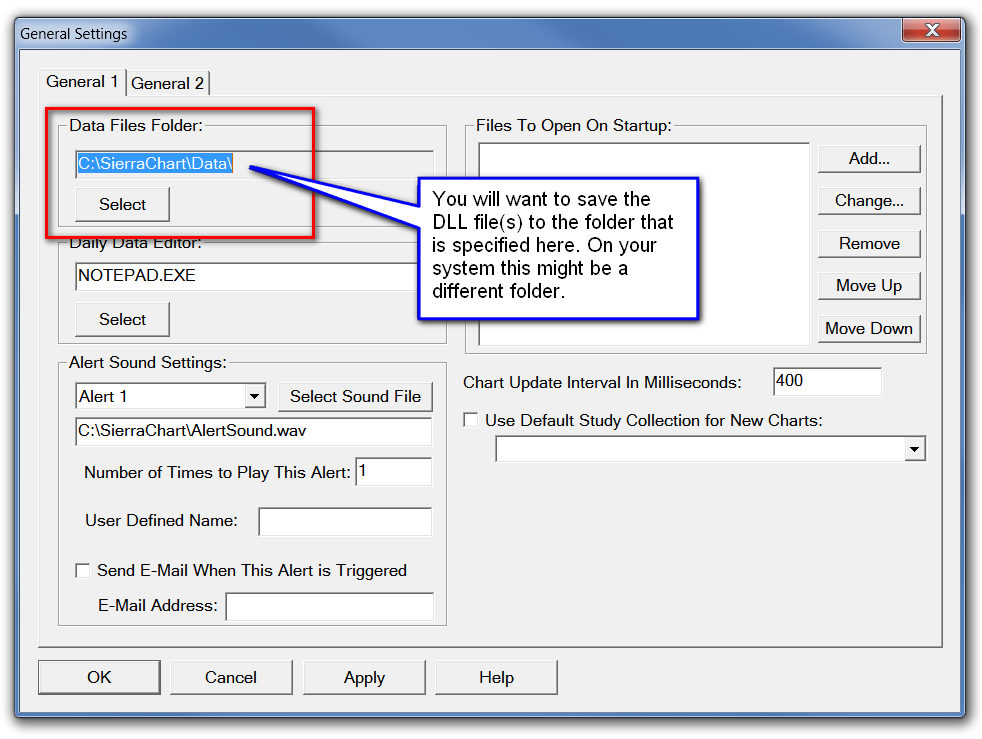 General Settings
General 1
General 2
Data Files Folder:
C:\SierraChart\Data\
Select
You will want to save the
DLL file(s) to the folder that
is specified here. On your
system this might be a
different folder.
Daily Data Editor:
NOTEPAD.EXE
Select
Alert Sound Settings:
Alert 1
Select Sound File
C:\SierraChart\AlertSound.wav
Number of Times to Play This Alert:
1
User Defined Name:
Send E-Mail When This Alert is Triggered
E-Mail Address:
Files To Open On Startup:
Add...
Change...
Remove
Move Up
Move Down
Chart Update Interval In Milliseconds:
400
Use Default Study Collection for New Charts:
OK
Cancel
Apply
Help